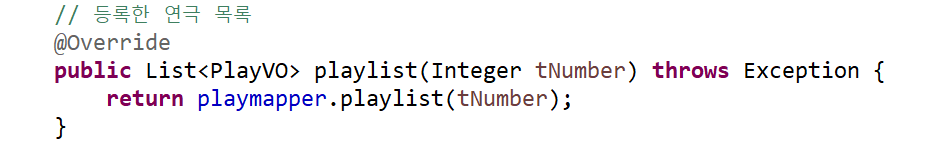 // 등록한 연극 목록
@Override
public List<PlayVO> playlist(Integer tNumber) throws Exception {
    return playmapper.playlist(tNumber);
}